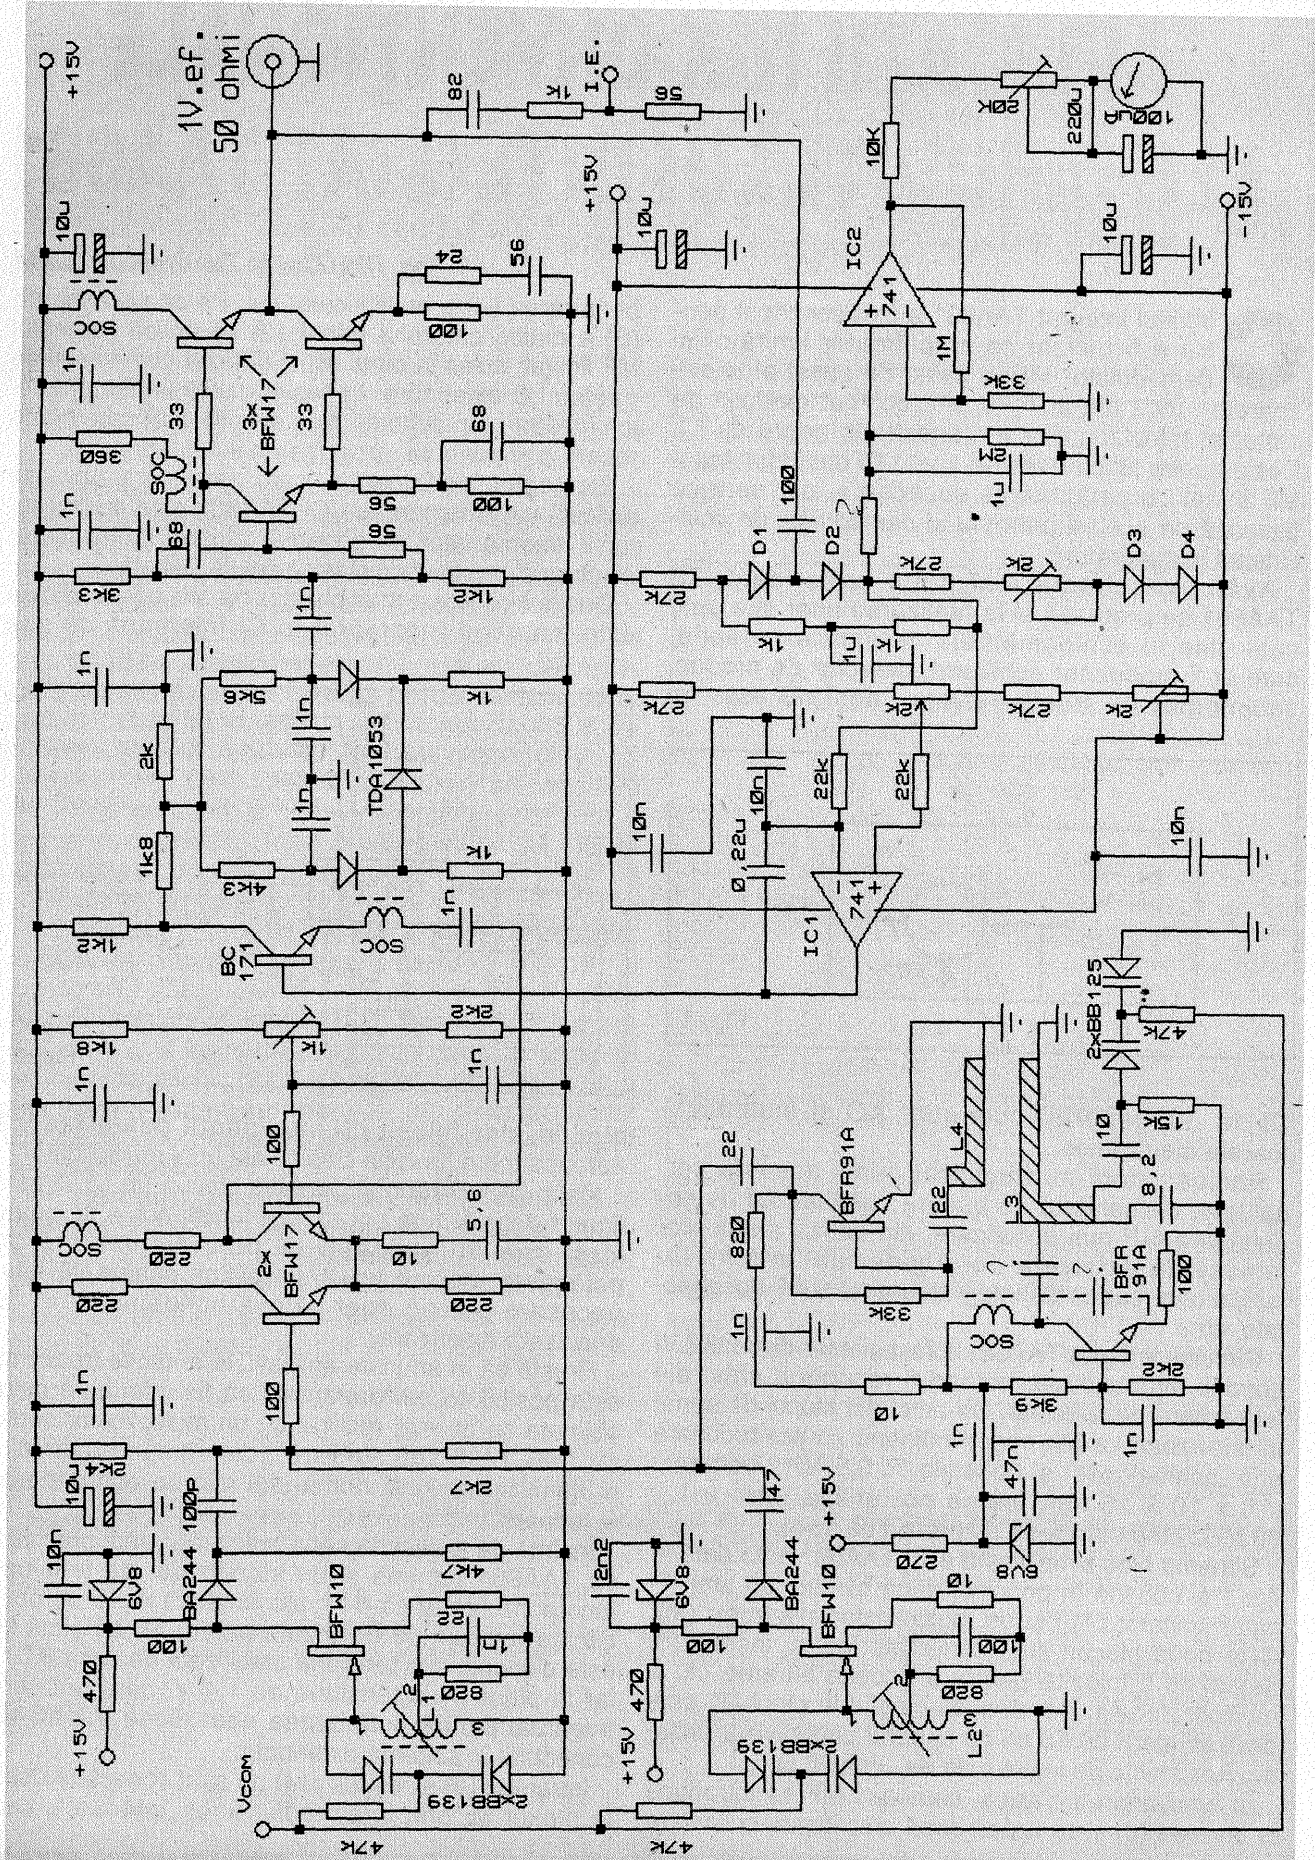 +15V
1V.ef.
50 ohmi
82
1k
I.E.
56
10u
SOC
1n
24
56
100
33
3x
BFW17
33
360
SOC
68
1n
56
100
68
56
3k3
1k2
1n
1n
2k
5k6
1n
1n
TDA1053
1k
1k8
4k3
1k
1k2
BC
171
SOC
1n
1k8
1k
2k2
1n
1n
100
SOC
220
2x
BFW17
10
5,6
220
220
1n
100
2k4
2k7
10u
100p
10n
6V8
BA244
4k7
100
BFW10
22
1n
820
470
+15V
1
2
L1
3
2xBB139
Vcom
47k
+15V
10u
10K
20K
220u
100uA
IC2
741
+
-
1M
33k
2M
1u
10u
-15V
100
?
D1
D2
27k
27k
2k
D3
D4
1k
1k
1u
27k
2k
27k
2k
10n
10n
22k
22k
0,22u
IC1
741
-
+
10n
2xBB125
47k
*
15k
10
8,2
L4
L3
22
BFR91A
22
820
33k
1n
?
?
SOC
BFR
91A
100
10
3k9
2k2
1n
1n
47n
8V8
270
+15V
47
2n2
6V8
BA244
100
BFW10
10
100
820
470
+15V
1
2
L2
3
2xBB139
47k